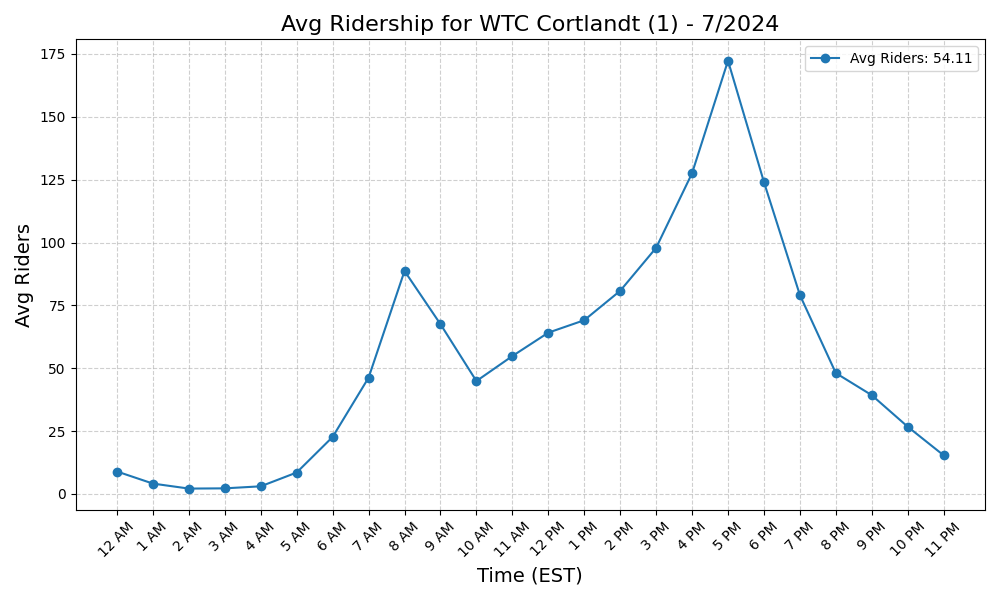 Avg Ridership for WTC Cortlandt (1) - 7/2024
Avg Riders: 54.11
Avg Riders
175
150
125
100
75
50
25
0
12 AM
1 AM
2 AM
3 AM
4 AM
5 AM
6 AM
7 AM
8 AM
9 AM
10 AM
11 AM
12 PM
1 PM
2 PM
3 PM
4 PM
5 PM
6 PM
7 PM
8 PM
9 PM
10 PM
11 PM
Time (EST)